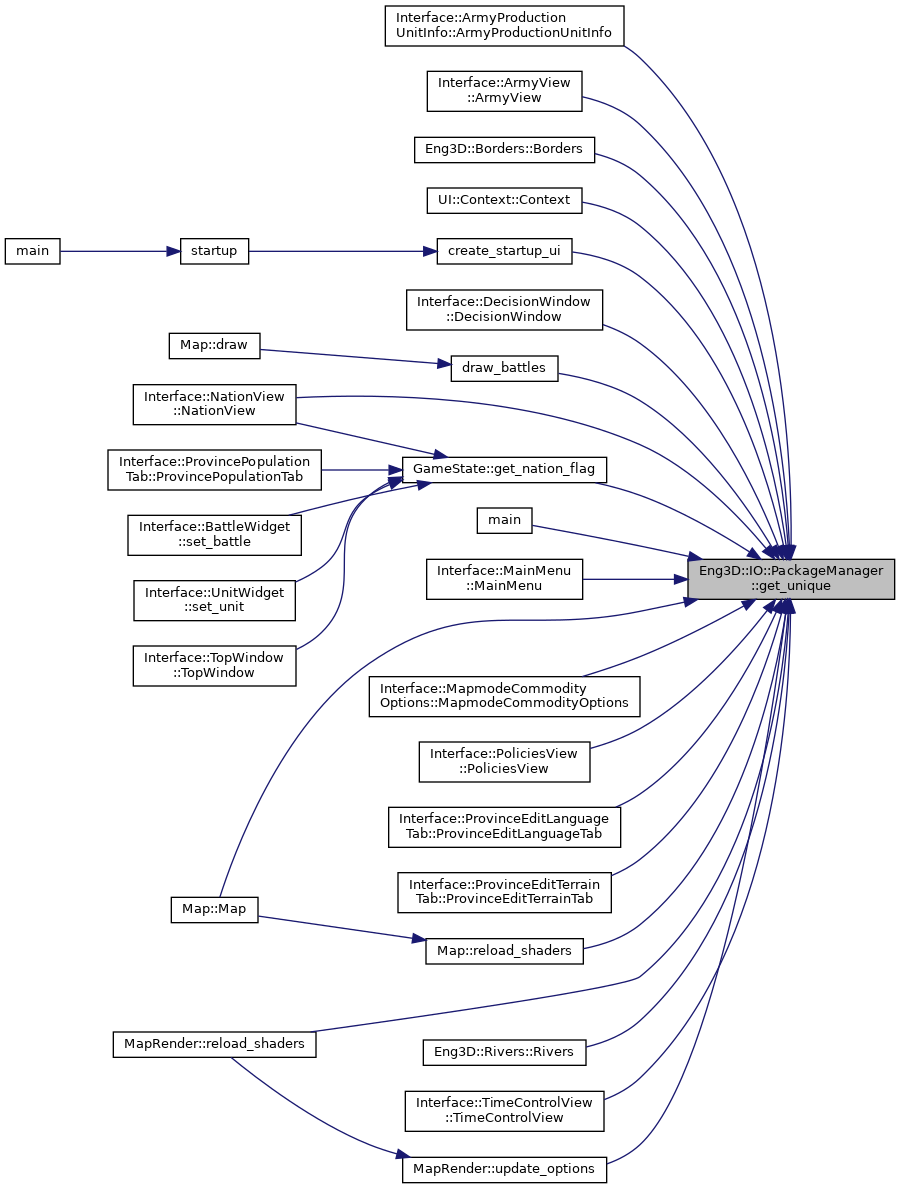 Interface::ArmyProduction
UnitInfo::ArmyProductionUnitInfo
Interface::ArmyView
::ArmyView
Eng3D::Borders::Borders
UI::Context::Context
main
startup
create_startup_ui
Interface::DecisionWindow
::DecisionWindow
Map::draw
draw_battles
Interface::NationView
::NationView
Interface::ProvincePopulation
Tab::ProvincePopulationTab
GameState::get_nation_flag
Interface::BattleWidget
::set_battle
main
Interface::UnitWidget
::set_unit
Interface::MainMenu
::MainMenu
Eng3D::IO::PackageManager
::get_unique
Interface::TopWindow
::TopWindow
Interface::MapmodeCommodity
Options::MapmodeCommodityOptions
Interface::PoliciesView
::PoliciesView
Interface::ProvinceEditLanguage
Tab::ProvinceEditLanguageTab
Interface::ProvinceEditTerrain
Tab::ProvinceEditTerrainTab
Map::Map
Map::reload_shaders
MapRender::reload_shaders
Eng3D::Rivers::Rivers
Interface::TimeControlView
::TimeControlView
MapRender::update_options